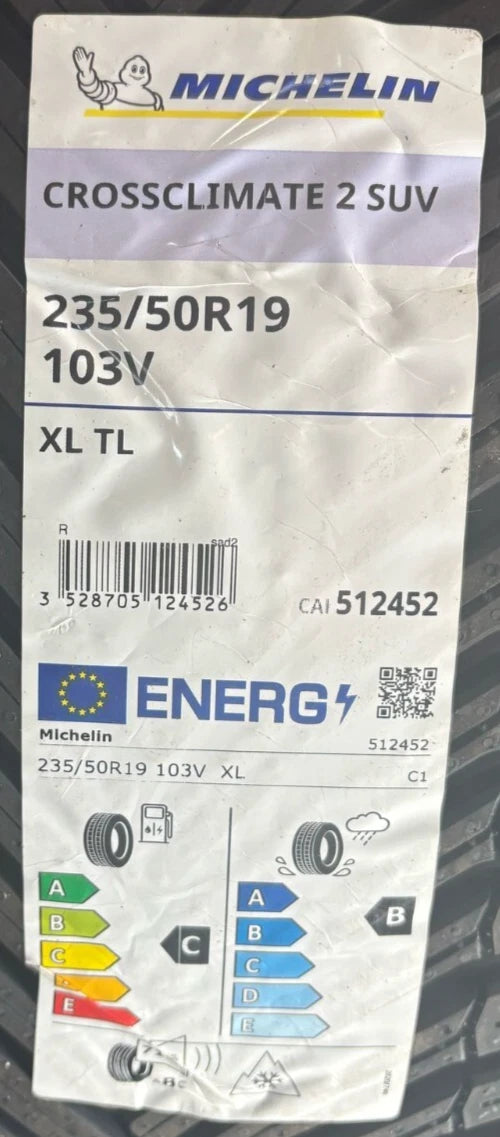 MICHELIN
CROSSCLIMATE 2 SUV
235/50R19
103V
XL TL
R
sad2
3 528705 124526
CAI 512452
ENERG
Michelin
512452
235/50R19 103V XL
C1
A
B
C
E
C
A
B
C
D
E
B